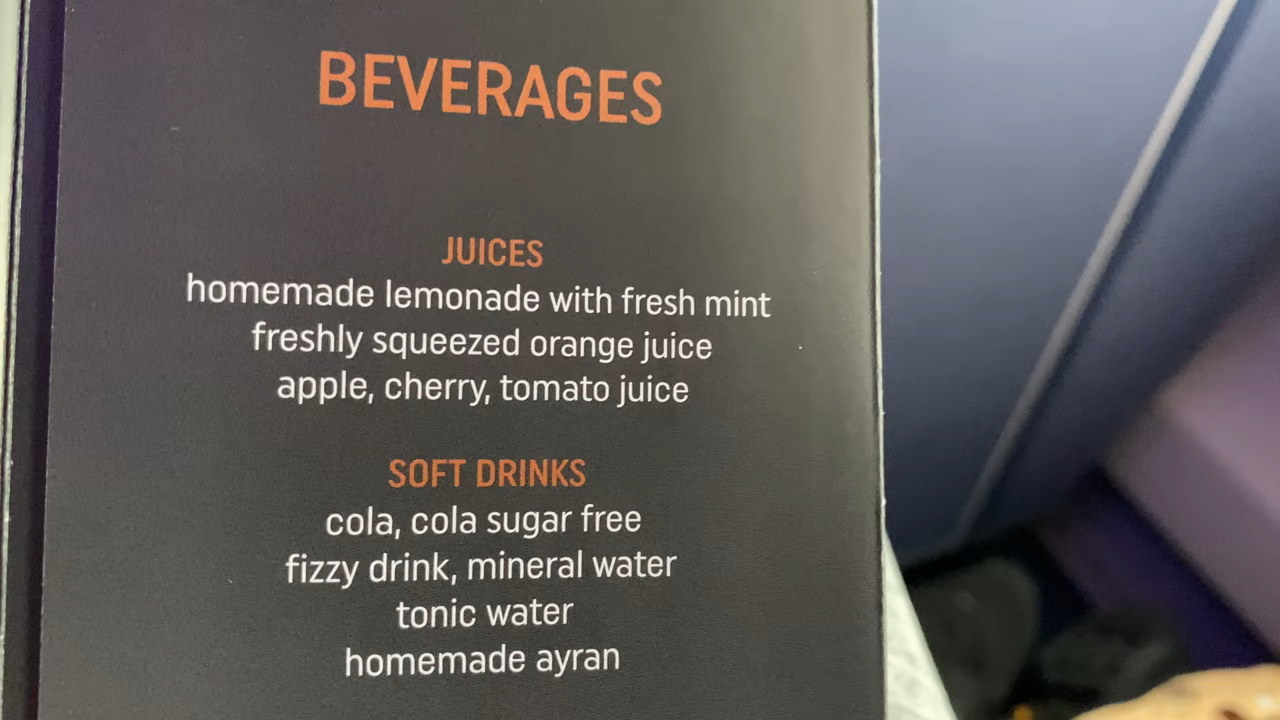 BEVERAGES
JUICES
homemade lemonade with fresh mint
freshly squeezed orange juice
apple, cherry, tomato juice
SOFT DRINKS
cola, cola sugar free
fizzy drink, mineral water
tonic water
homemade ayran